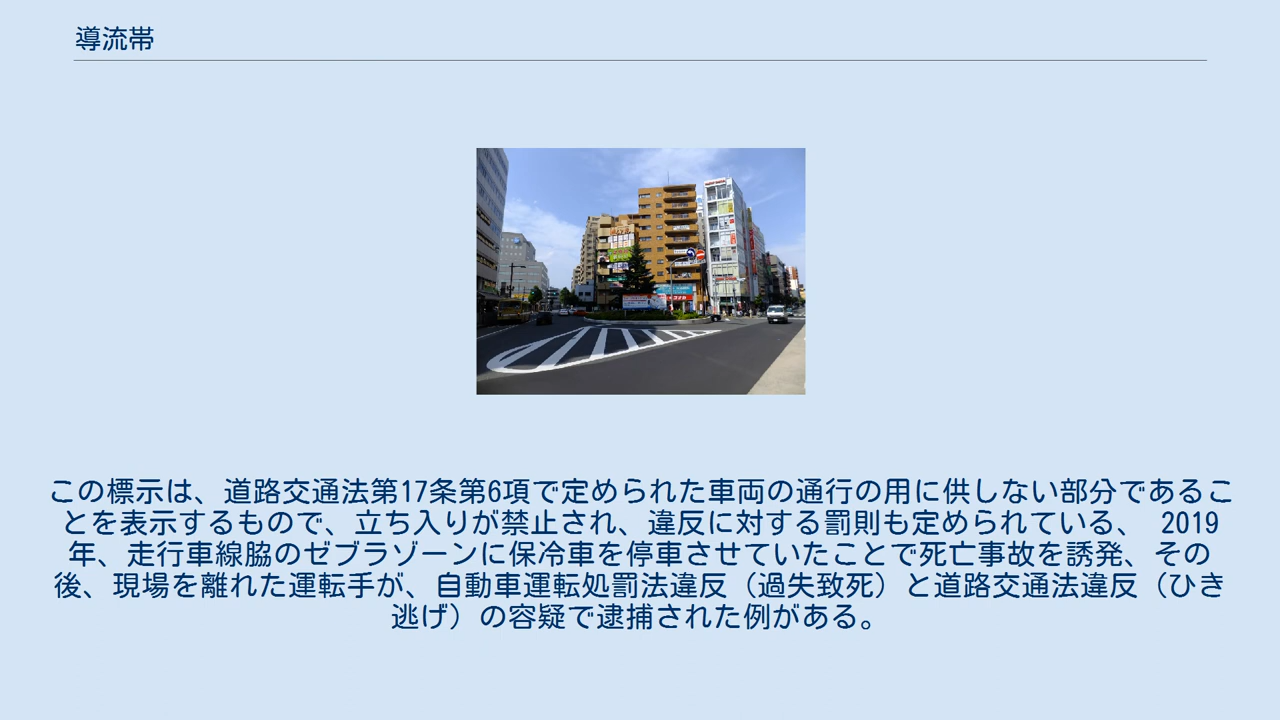 導流帯
この標示は、道路交通法第17条第6項で定められた車両の通行の用に供しない部分であるこ
とを表示するもので、立ち入りが禁止され、違反に対する罰則も定められている、 2019
年、走行車線脇のゼブラゾーンに保冷車を停車させていたことで死亡事故を誘発、その
後、現場を離れた運転手が、自動車運転処罰法違反（過失致死）と道路交通法違反（ひき
逃げ）の容疑で逮捕された例がある。